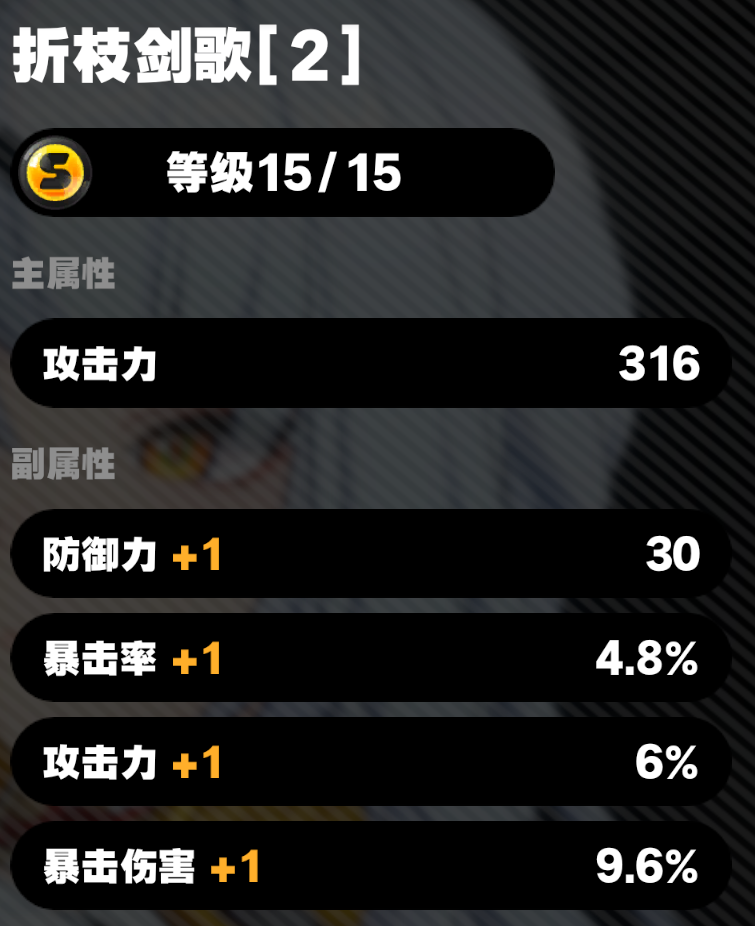 折枝剑歌[2]
S 等级15/15
主属性
攻击力 316
副属性
防御力 +1 30
暴击率 +1 4.8%
攻击力 +1 6%
暴击伤害 +1 9.6%